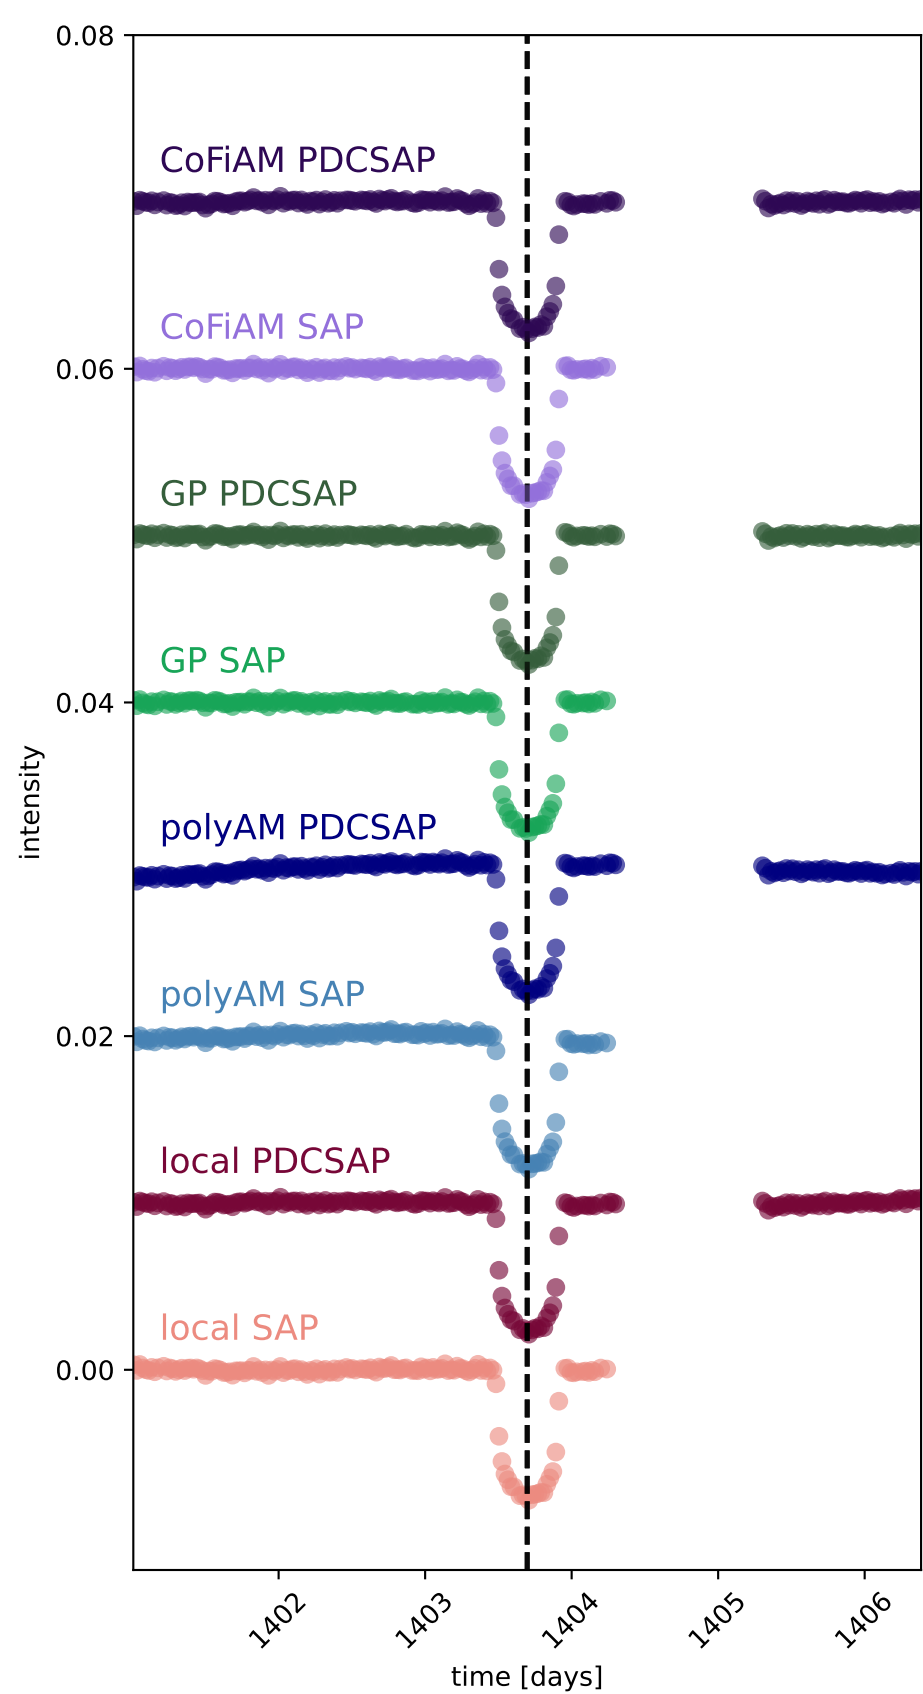 0.08
CoFiAM PDCSAP
CoFiAM SAP
0.06
GP PDCSAP
GP SAP
0.04
intensity
polyAM PDCSAP
polyAM SAP
0.02
local PDCSAP
local SAP
0.00
1402 1403 1404 1405 1406
time [days]